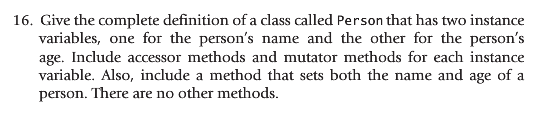 16. Give the complete definition of a class called Person that has two instance
variables, one for the person's name and the other for the person's
age. Include accessor methods and mutator methods for each instance
variable. Also, include a method that sets both the name and age of a
person. There are no other methods.